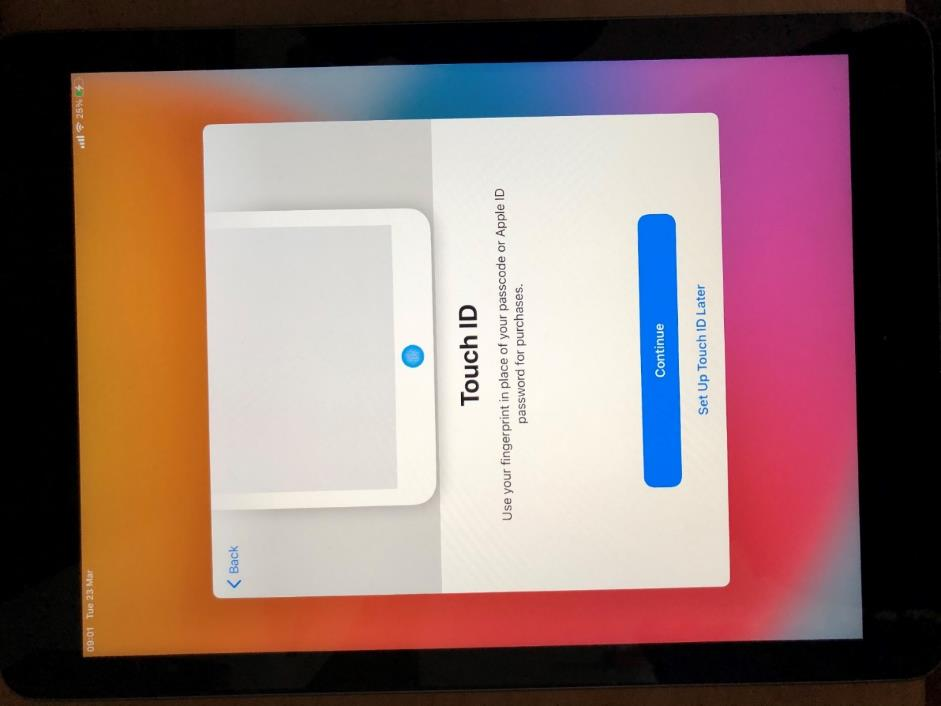 09:01 Tue 23 Mar
25%
Back
Touch ID
Use your fingerprint in place of your passcode or Apple ID
password for purchases.
Continue
Set Up Touch ID Later